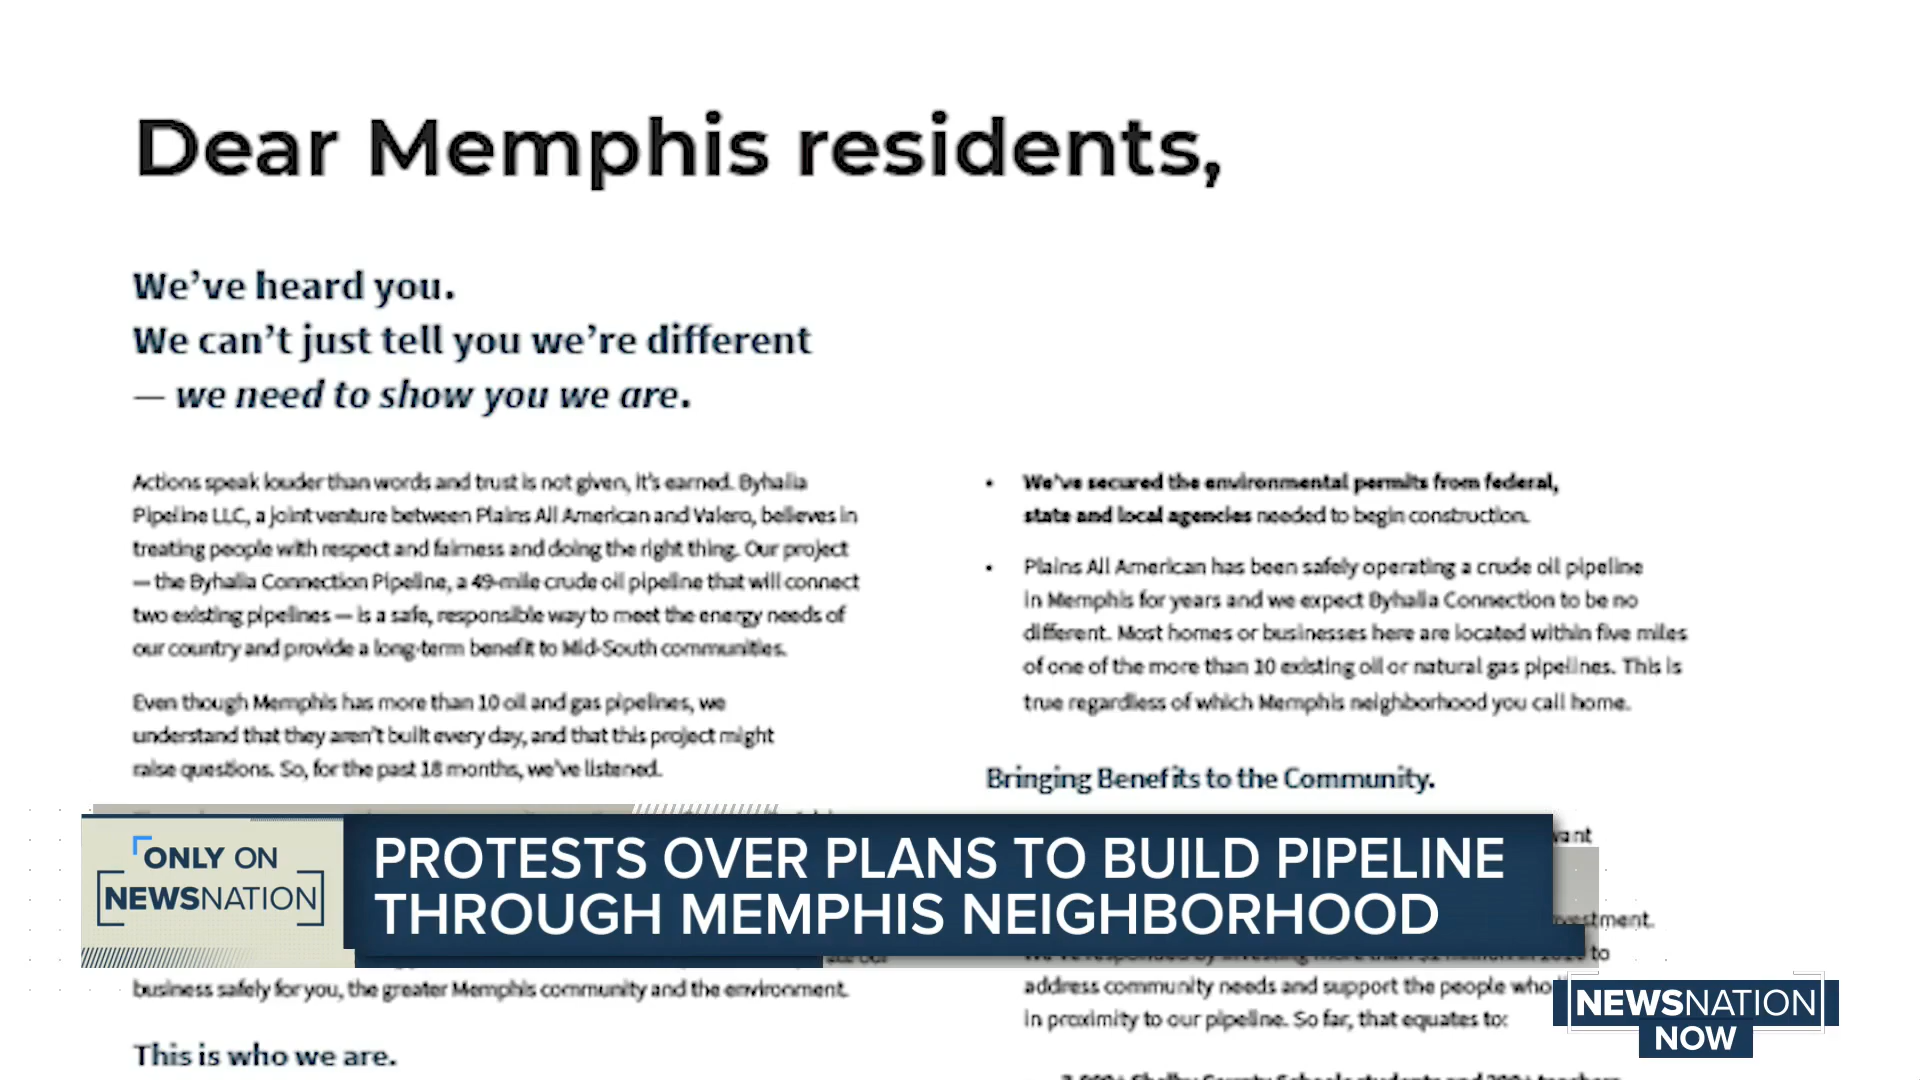 Dear Memphis residents,
We've heard you.
We can't just tell you we're different
— we need to show you we are.
Actions speak louder than words and trust is not given, it's earned. Byhalia
Pipeline LLC, a joint venture between Plains All American and Valero, believes in
treating people with respect and fairness and doing the right thing. Our project
— the Byhalia Connection Pipeline, a 49-mile crude oil pipeline that will connect
two existing pipelines — is a safe, responsible way to meet the energy needs of
our country and provide a long-term benefit to Mid-South communities.
Even though Memphis has more than 10 oil and gas pipelines, we
understand that they aren't built every day, and that this project might
raise questions. So, for the past 18 months, we've listened.
business safely for you, the greater Memphis community and the environment.
This is who we are.
• We've secured the environmental permits from federal,
state and local agencies needed to begin construction.
• Plains All American has been safely operating a crude oil pipeline
in Memphis for years and we expect Byhalia Connection to be no
different. Most homes or businesses here are located within five miles
of one of the more than 10 existing oil or natural gas pipelines. This is
true regardless of which Memphis neighborhood you call home.
Bringing Benefits to the Community.
to
address community needs and support the people who
in proximity to our pipeline. So far, that equates to:
ONLY ON
NEWSNATION
PROTESTS OVER PLANS TO BUILD PIPELINE
THROUGH MEMPHIS NEIGHBORHOOD
NEWSNATION
NOW